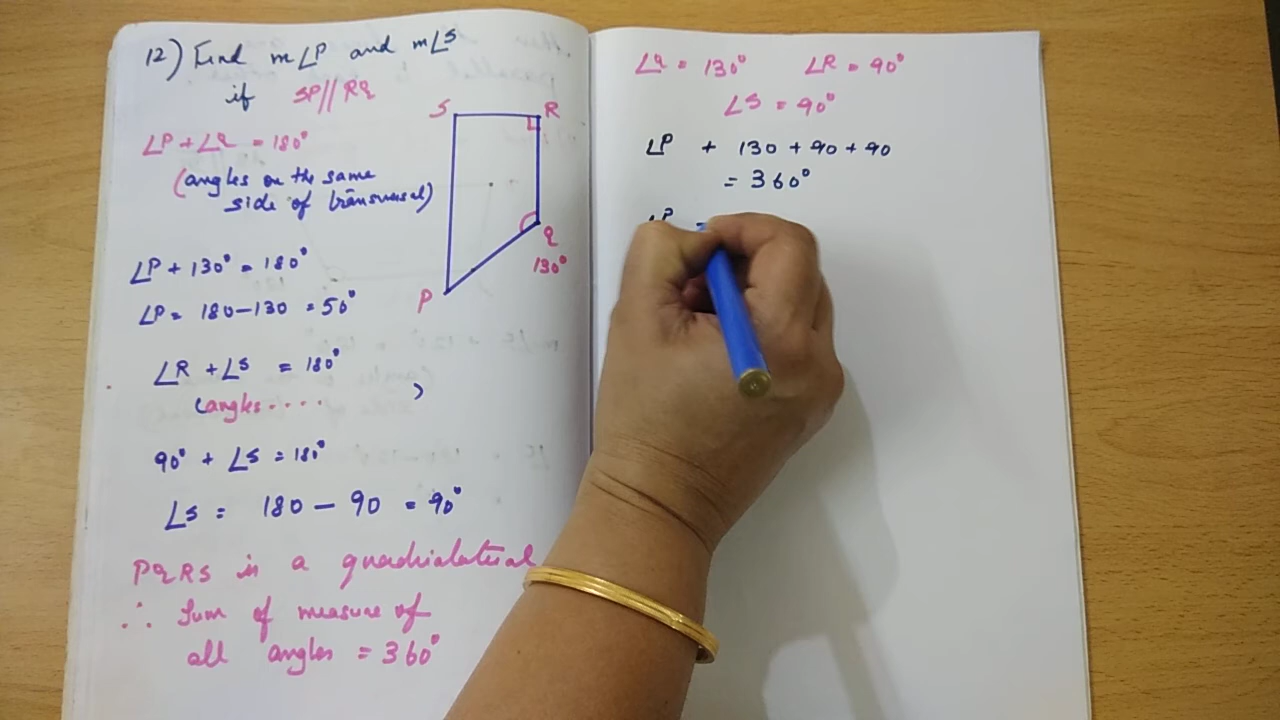 12) Find m∠P and m∠S
if SP//RQ
∠P + ∠Q = 180°
(angles on the same
side of transversal)
∠P + 130° = 180°
∠P = 180 – 130 = 50°
∠R + ∠S = 180°
(angles .... )
90° + ∠S = 180°
∠S = 180 – 90 = 90°
PQRS is a quadrialateral
∴ Sum of measure of
all angles = 360°
S
R
Q
130°
P
∠Q = 130° ∠R = 90°
∠S = 90°
∠P + 130 + 90 + 90
= 360°
∠P